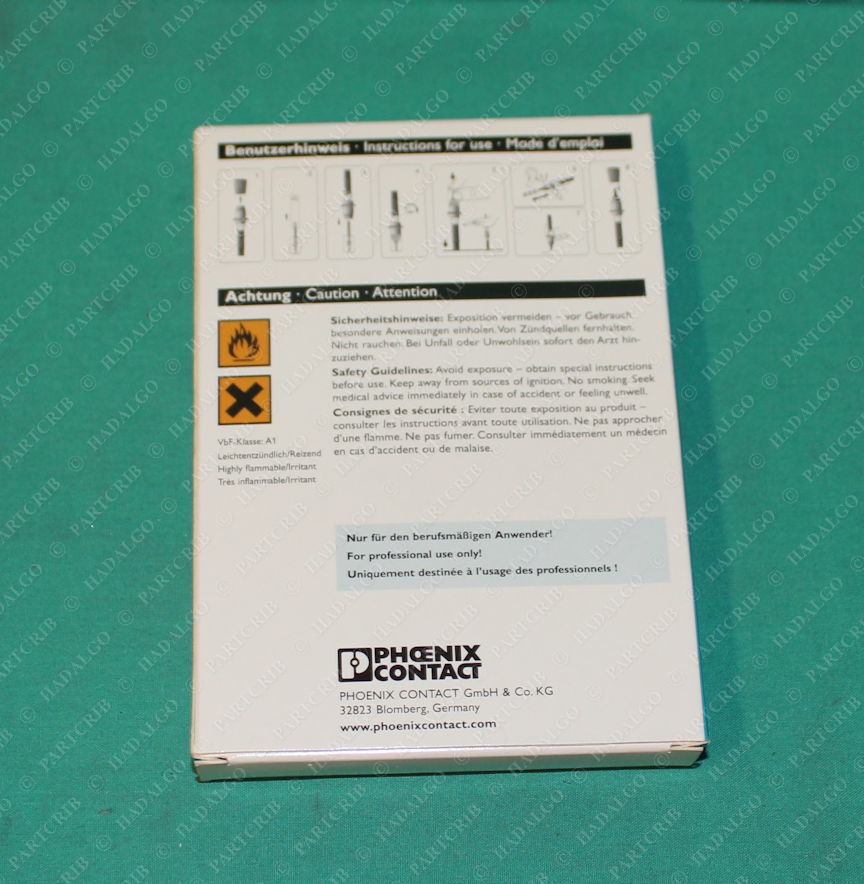 Benutzerhinweis · Instructions for use · Mode d'emploi
Achtung · Caution · Attention
Sicherheitshinweise: Exposition vermeiden – vor Gebrauch
besondere Anweisungen einholen. Von Zündquellen fernhalten.
Nicht rauchen. Bei Unfall oder Unwohlsein sofort den Arzt hin-
zuziehen.
Safety Guidelines: Avoid exposure – obtain special instructions
before use. Keep away from sources of ignition. No smoking. Seek
medical advice immediately in case of accident or feeling unwell.
Consignes de sécurité : Eviter toute exposition au produit –
consulter les instructions avant toute utilisation. Ne pas approcher
d'une flamme. Ne pas fumer. Consulter immédiatement un médecin
en cas d'accident ou de malaise.
VbF-Klasse: A1
Leichtentzündlich/Reizend
Highly flammable/Irritant
Très inflammable/Irritant
Nur für den berufsmäßigen Anwender!
For professional use only!
Uniquement destinée à l'usage des professionnels !
PHŒNIX
CONTACT
PHOENIX CONTACT GmbH & Co. KG
32823 Blomberg, Germany
www.phoenixcontact.com
© PARTCRIB © HADALGO